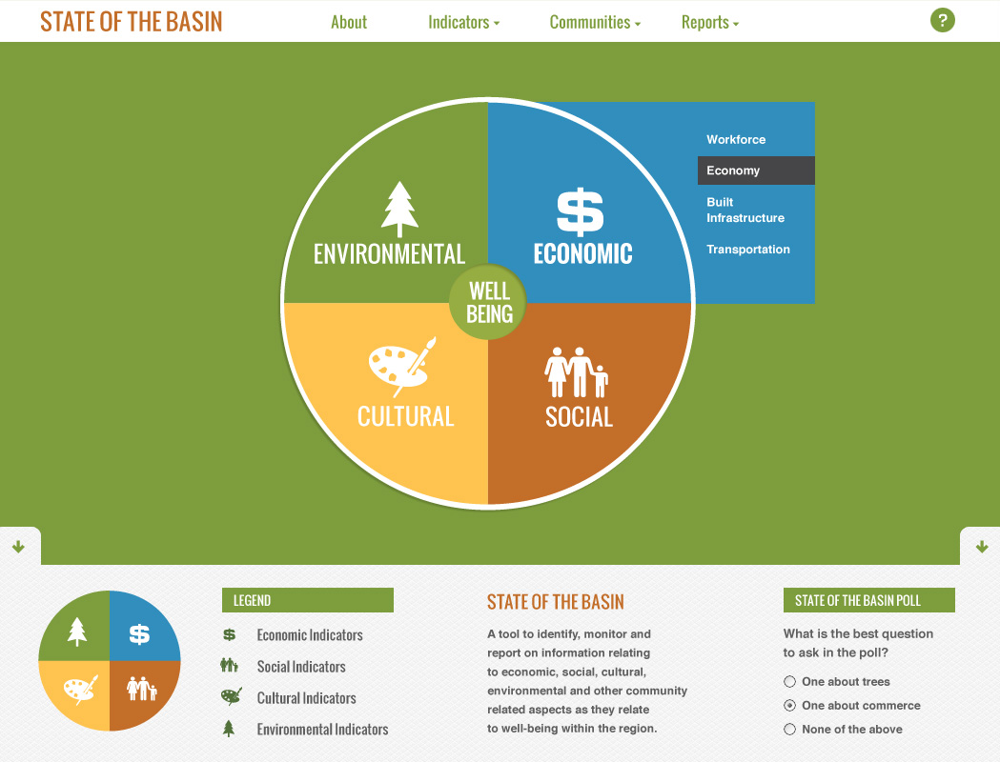 STATE OF THE BASIN
About
Indicators
Communities
Reports
?
Workforce
Economy
Built
Infrastructure
Transportation
$
ENVIRONMENTAL
ECONOMIC
WELL
BEING
CULTURAL
SOCIAL
$
LEGEND
$
Economic Indicators
Social Indicators
Cultural Indicators
Environmental Indicators
STATE OF THE BASIN
A tool to identify, monitor and
report on information relating
to economic, social, cultural,
environmental and other community
related aspects as they relate
to well-being within the region.
STATE OF THE BASIN POLL
What is the best question
to ask in the poll?
One about trees
One about commerce
None of the above